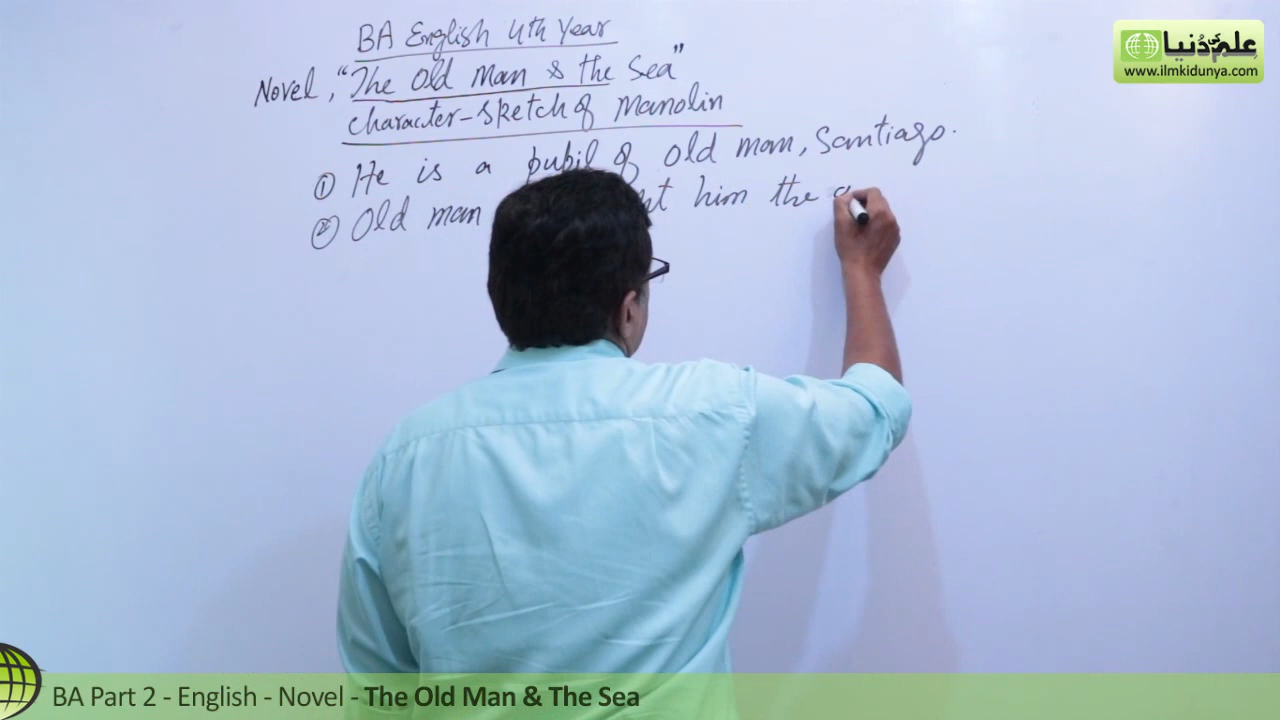 BA English 4th Year
Novel, "The Old Man & the Sea"
character-sketch of Manolin
① He is a pupil of old man, Santiago.
② Old man him the
علم کی دُنیا
www.ilmkidunya.com
BA Part 2 - English - Novel - The Old Man & The Sea